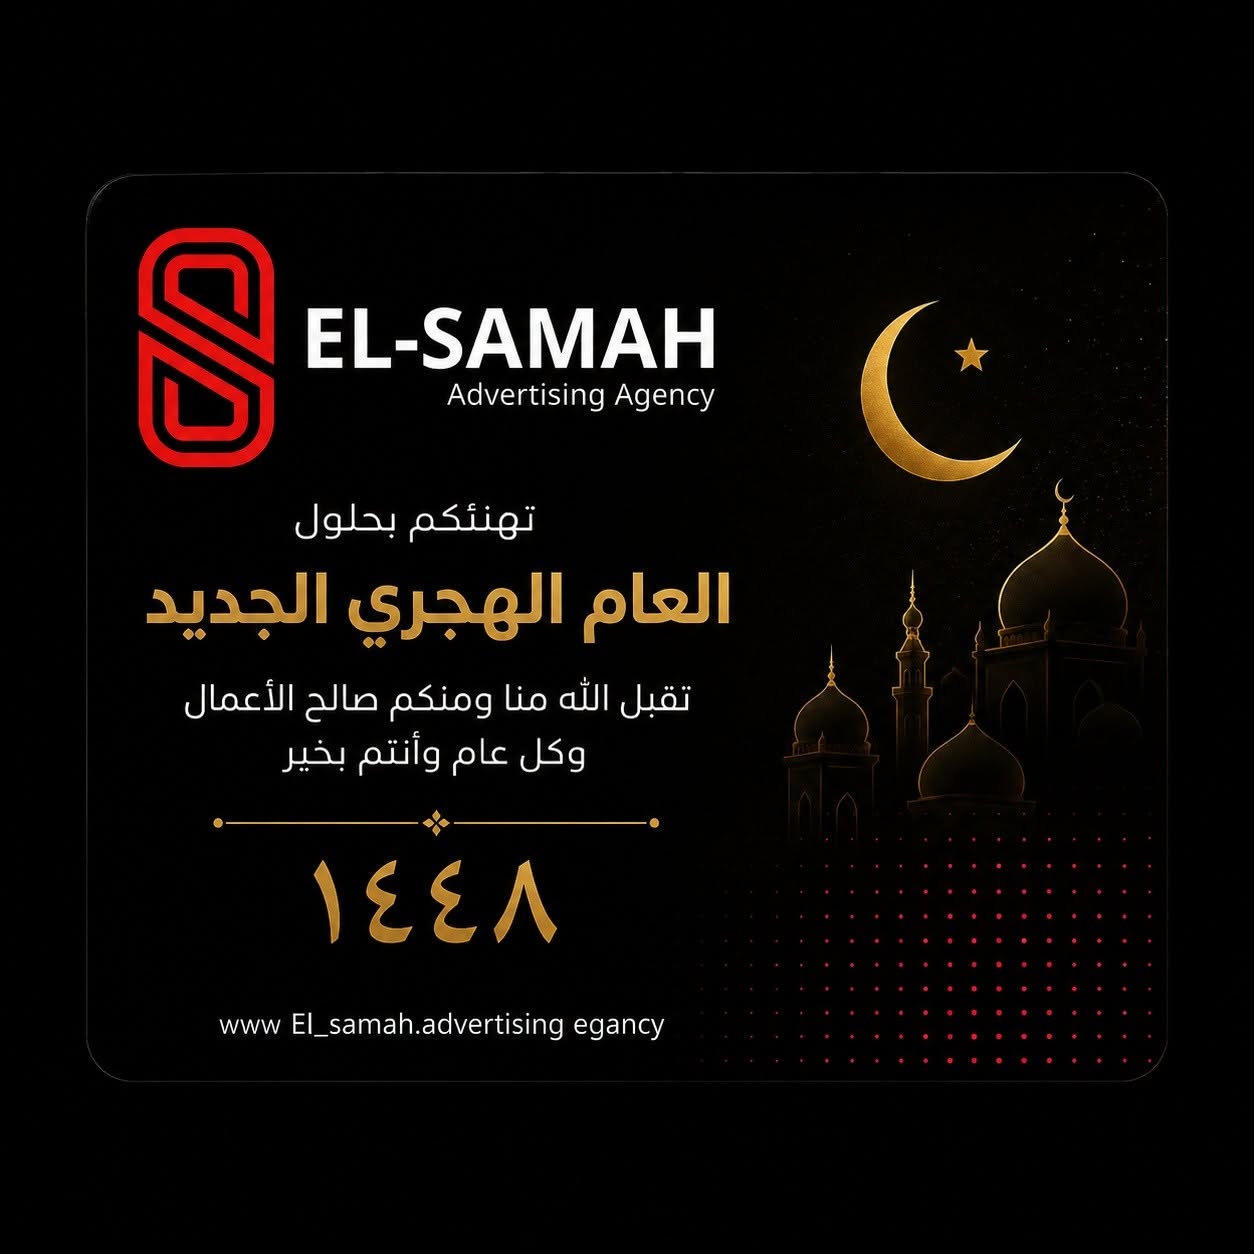 EL-SAMAH
Advertising Agency
تهنئكم بحلول
العام الهجري الجديد
تقبل الله منا ومنكم صالح الأعمال
وكل عام وأنتم بخير
١٤٤٨
www El_samah.advertising egancy